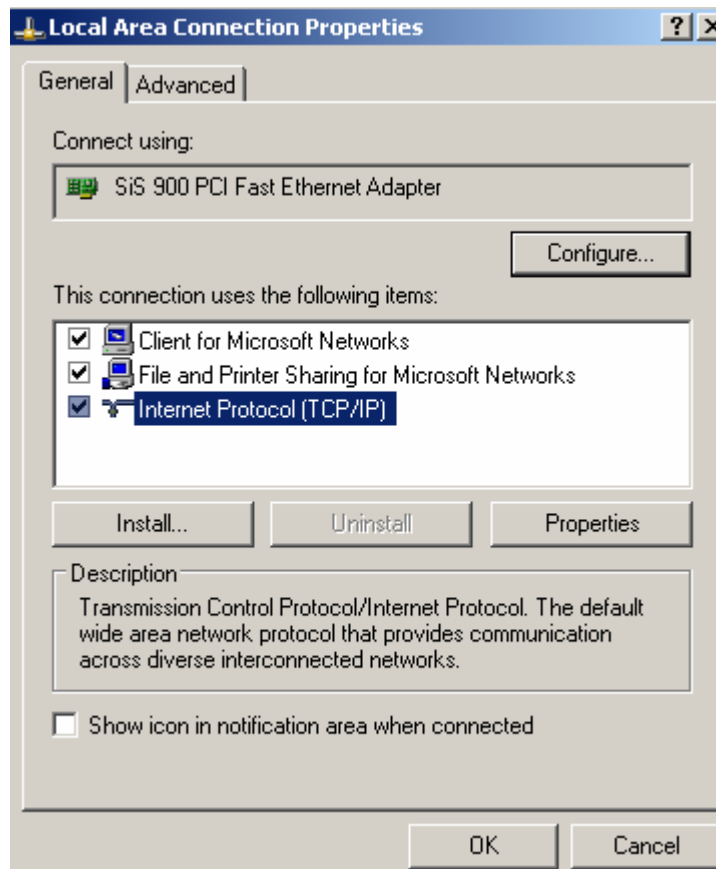 Local Area Connection Properties
General
Advanced
Connect using:
SiS 900 PCI Fast Ethernet Adapter
Configure...
This connection uses the following items:
Client for Microsoft Networks
File and Printer Sharing for Microsoft Networks
Internet Protocol (TCP/IP)
Install...
Uninstall
Properties
Description
Transmission Control Protocol/Internet Protocol. The default
wide area network protocol that provides communication
across diverse interconnected networks.
Show icon in notification area when connected
OK
Cancel